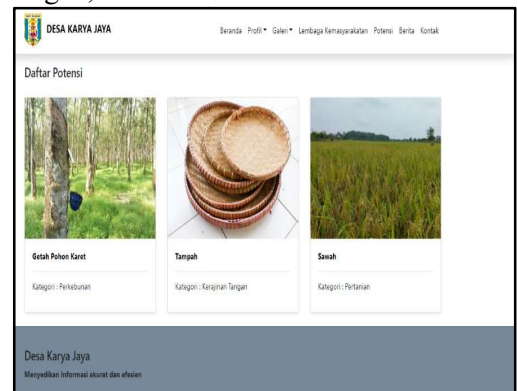 DESA KARYA JAYA
Beranda Profil Galeri Lembaga Kemasyarakatan Potensi Berita Kontak
Daftar Potensi
Getah Pohon Karet
Kategori : Perkebunan
Tampah
Kategori : Kerajinan Tangan
Sawah
Kategori : Pertanian
Desa Karya Jaya
Menyedikan Informasi akurat dan efesien